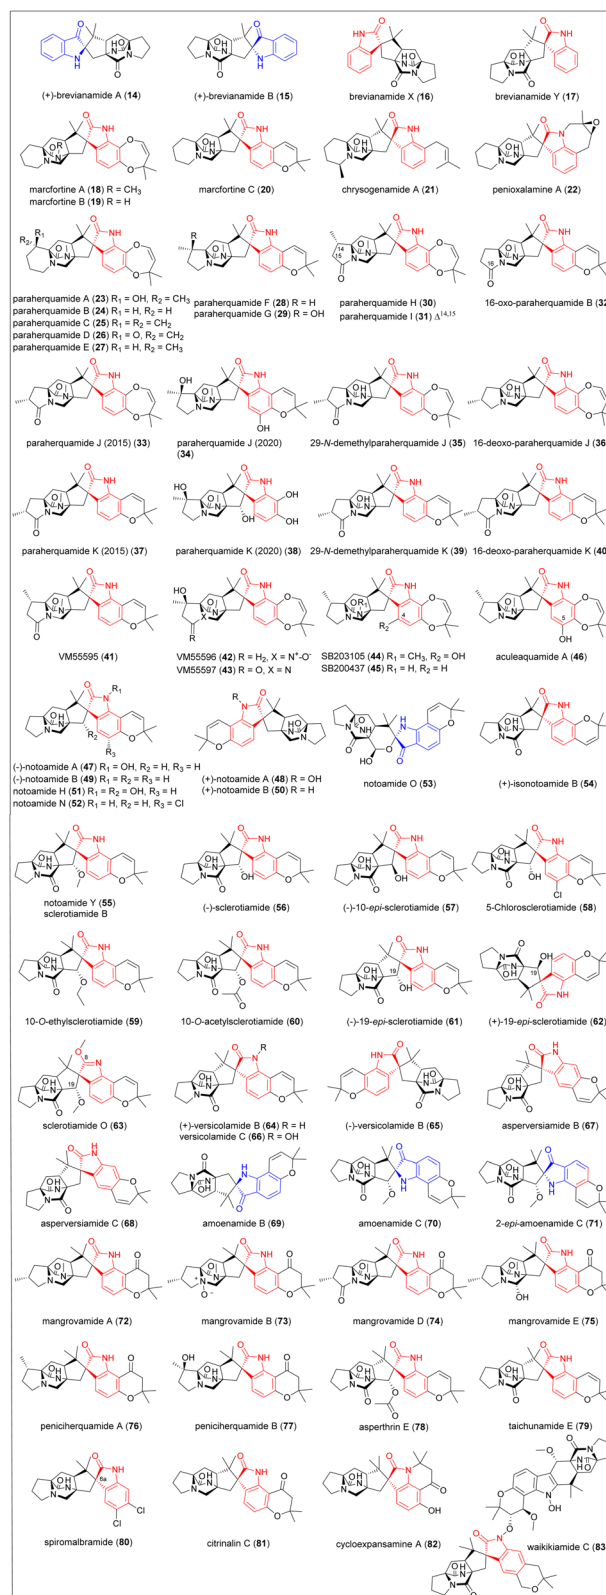 (+)-brevianamide A (14)
(+)-brevianamide B (15)
brevianamide X (16)
brevianamide Y (17)
marcfortine A (18) R = CH₃
marcfortine B (19) R = H
marcfortine C (20)
chrysogenamide A (21)
penioxalamine A (22)
paraherquamide A (23) R₁ = OH, R₂ = CH₃
paraherquamide B (24) R₁ = H, R₂ = H
paraherquamide C (25) R₁ = R₂ = CH₂
paraherquamide D (26) R₁ = O, R₂ = CH₂
paraherquamide E (27) R₁ = H, R₂ = CH₃
paraherquamide F (28) R = H
paraherquamide G (29) R = OH
paraherquamide H (30)
paraherquamide I (31) Δ¹⁴,¹⁵
16-oxo-paraherquamide B (32)
paraherquamide J (2015) (33)
paraherquamide J (2020)
(34)
29-N-demethylparaherquamide J (35)
16-deoxo-paraherquamide J (36)
paraherquamide K (2015) (37)
paraherquamide K (2020) (38)
29-N-demethylparaherquamide K (39)
16-deoxo-paraherquamide K (40)
VM55595 (41)
VM55596 (42) R = H₂, X = N⁺-O⁻
VM55597 (43) R = O, X = N
SB203105 (44) R₁ = CH₃, R₂ = OH
SB200437 (45) R₁ = H, R₂ = H
aculeaquamide A (46)
(-)-notoamide A (47) R₁ = OH, R₂ = H, R₃ = H
(-)-notoamide B (49) R₁ = R₂ = R₃ = H
notoamide H (51) R₁ = R₂ = OH, R₃ = H
notoamide N (52) R₁ = H, R₂ = H, R₃ = Cl
(+)-notoamide A (48) R = OH
(+)-notoamide B (50) R = H
notoamide O (53)
(+)-isonotoamide B (54)
notoamide Y (55)
sclerotiamide B
(-)-sclerotiamide (56)
(-)-10-epi-sclerotiamide (57)
5-Chlorosclerotiamide (58)
10-O-ethylsclerotiamide (59)
10-O-acetylsclerotiamide (60)
(-)-19-epi-sclerotiamide (61)
(+)-19-epi-sclerotiamide (62)
sclerotiamide O (63)
(+)-versicolamide B (64) R = H
versicolamide C (66) R = OH
(-)-versicolamide B (65)
asperversiamide B (67)
asperversiamide C (68)
amoenamide B (69)
amoenamide C (70)
2-epi-amoenamide C (71)
mangrovamide A (72)
mangrovamide B (73)
mangrovamide D (74)
mangrovamide E (75)
peniciherquamide A (76)
peniciherquamide B (77)
asperthrin E (78)
taichunamide E (79)
spiromalbramide (80)
citrinalin C (81)
cycloexpansamine A (82)
waikikiamide C (83)